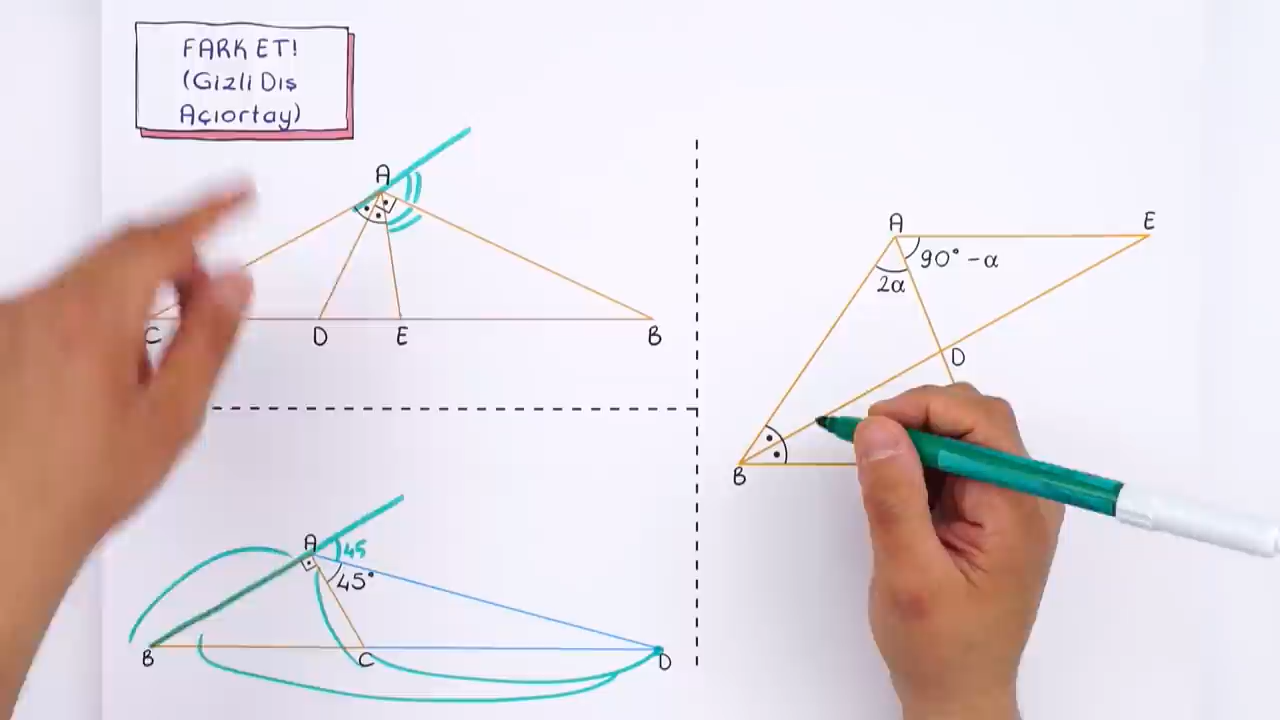 FARK ET!
(Gizli Dış
Açıortay)
A
C
D
E
B
A
E
90° -α
2α
D
B
A
45
45°
B
C
D